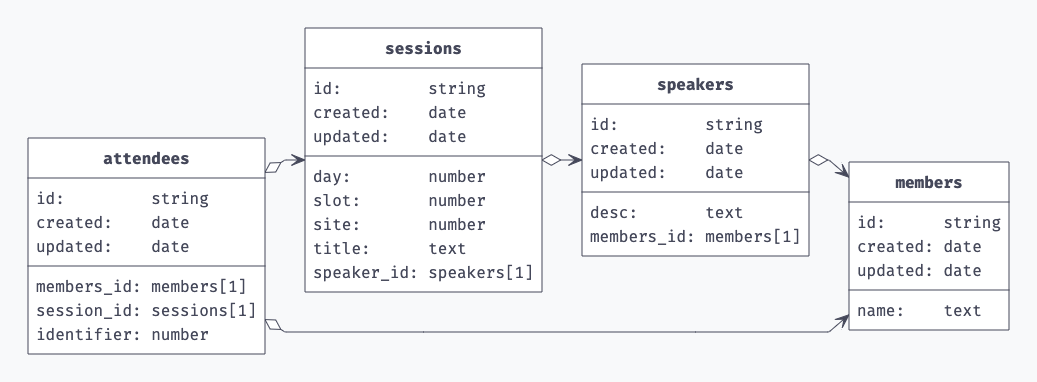 attendees
id: string
created: date
updated: date
members_id: members[1]
session_id: sessions[1]
identifier: number
sessions
id: string
created: date
updated: date
day: number
slot: number
site: number
title: text
speaker_id: speakers[1]
speakers
id: string
created: date
updated: date
desc: text
members_id: members[1]
members
id: string
created: date
updated: date
name: text